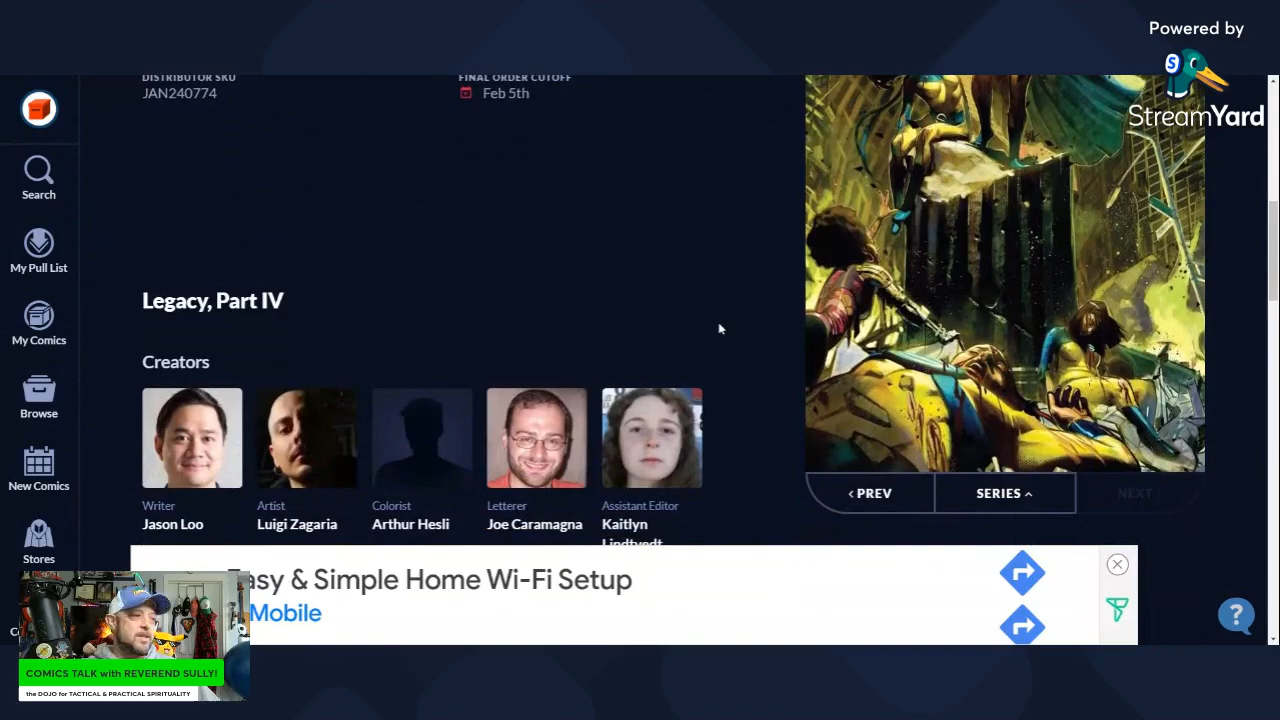 Powered by
StreamYard
DISTRIBUTOR SKU
FINAL ORDER CUTOFF
JAN240774
Feb 5th
Search
My Pull List
My Comics
Browse
New Comics
Stores
Legacy, Part IV
Creators
Writer
Jason Loo
Artist
Luigi Zagaria
Colorist
Arthur Hesli
Letterer
Joe Caramagna
Assistant Editor
Kaitlyn
Lindtvedt
‹ PREV
SERIES
NEXT
asy & Simple Home Wi-Fi Setup
Mobile
?
COMICS TALK with REVEREND SULLY!
the DOJO for TACTICAL & PRACTICAL SPIRITUALITY